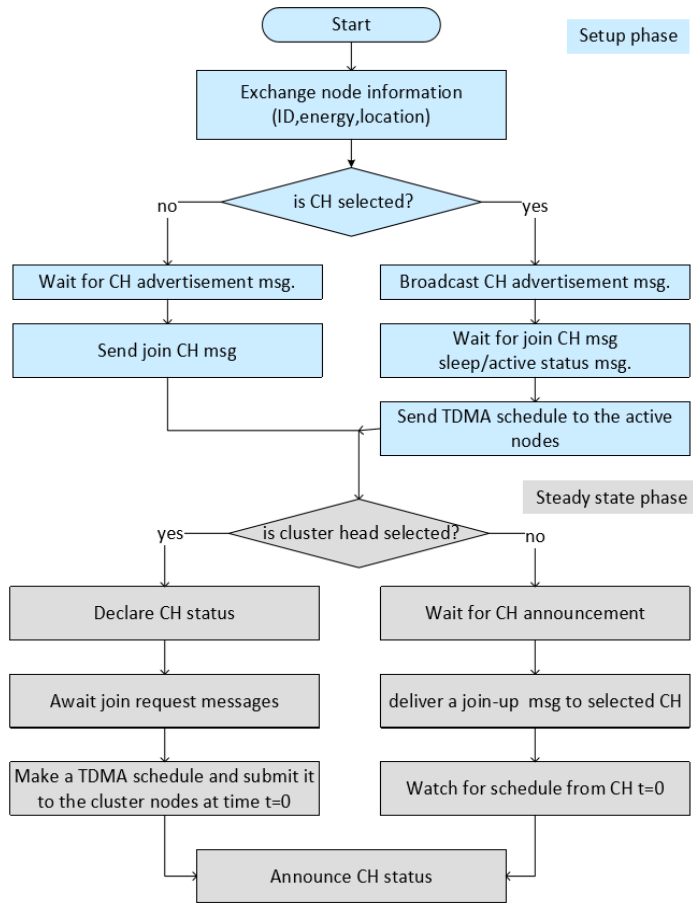 Start
Setup phase
Exchange node information
(ID,energy,location)
is CH selected?
no
yes
Wait for CH advertisement msg.
Broadcast CH advertisement msg.
Send join CH msg
Wait for join CH msg
sleep/active status msg.
Send TDMA schedule to the active
nodes
Steady state phase
is cluster head selected?
yes
no
Declare CH status
Wait for CH announcement
Await join request messages
deliver a join-up msg to selected CH
Make a TDMA schedule and submit it
to the cluster nodes at time t=0
Watch for schedule from CH t=0
Announce CH status